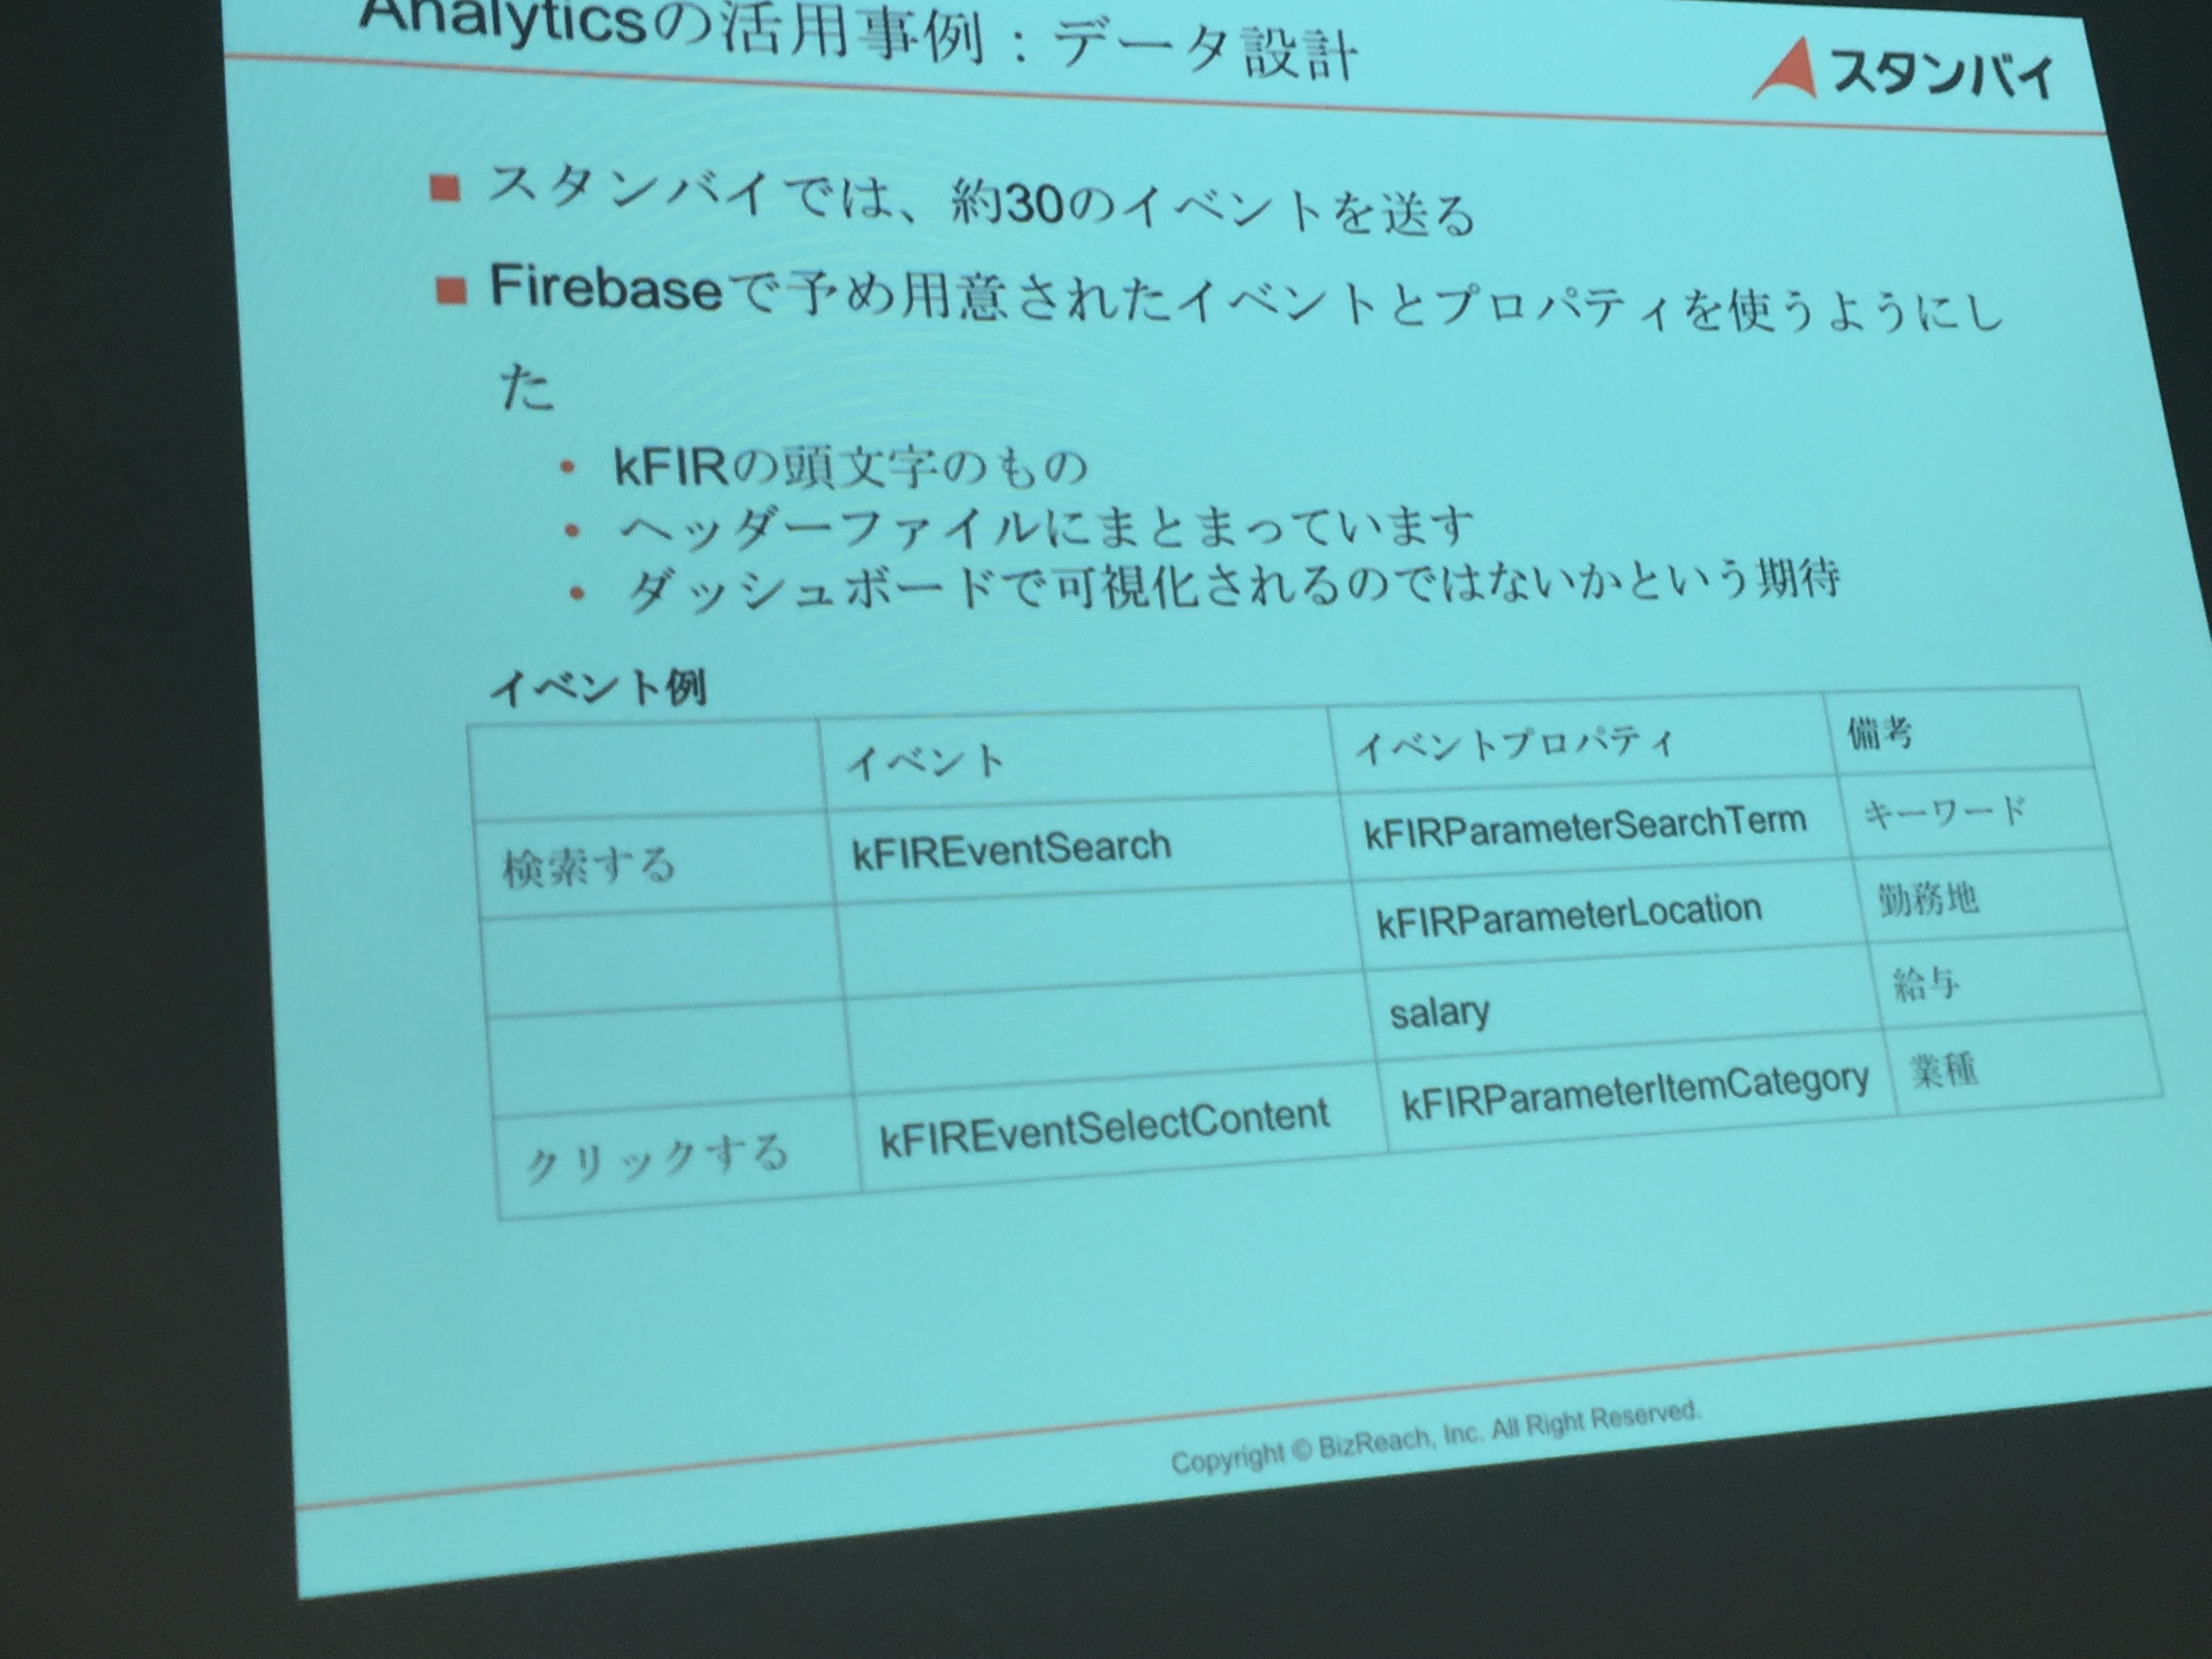 Analyticsの活用事例：データ設計
スタンバイ
■ スタンバイでは、約30のイベントを送る
■ Firebaseで予め用意されたイベントとプロパティを使うようにし
た
• kFIRの頭文字のもの
• ヘッダーファイルにまとまっています
• ダッシュボードで可視化されるのではないかという期待
イベント例
イベント イベントプロパティ 備考
検索する kFIREventSearch kFIRParameterSearchTerm キーワード
kFIRParameterLocation 勤務地
salary 給与
クリックする kFIREventSelectContent kFIRParameterItemCategory 業種
Copyright © BizReach, Inc. All Right Reserved.